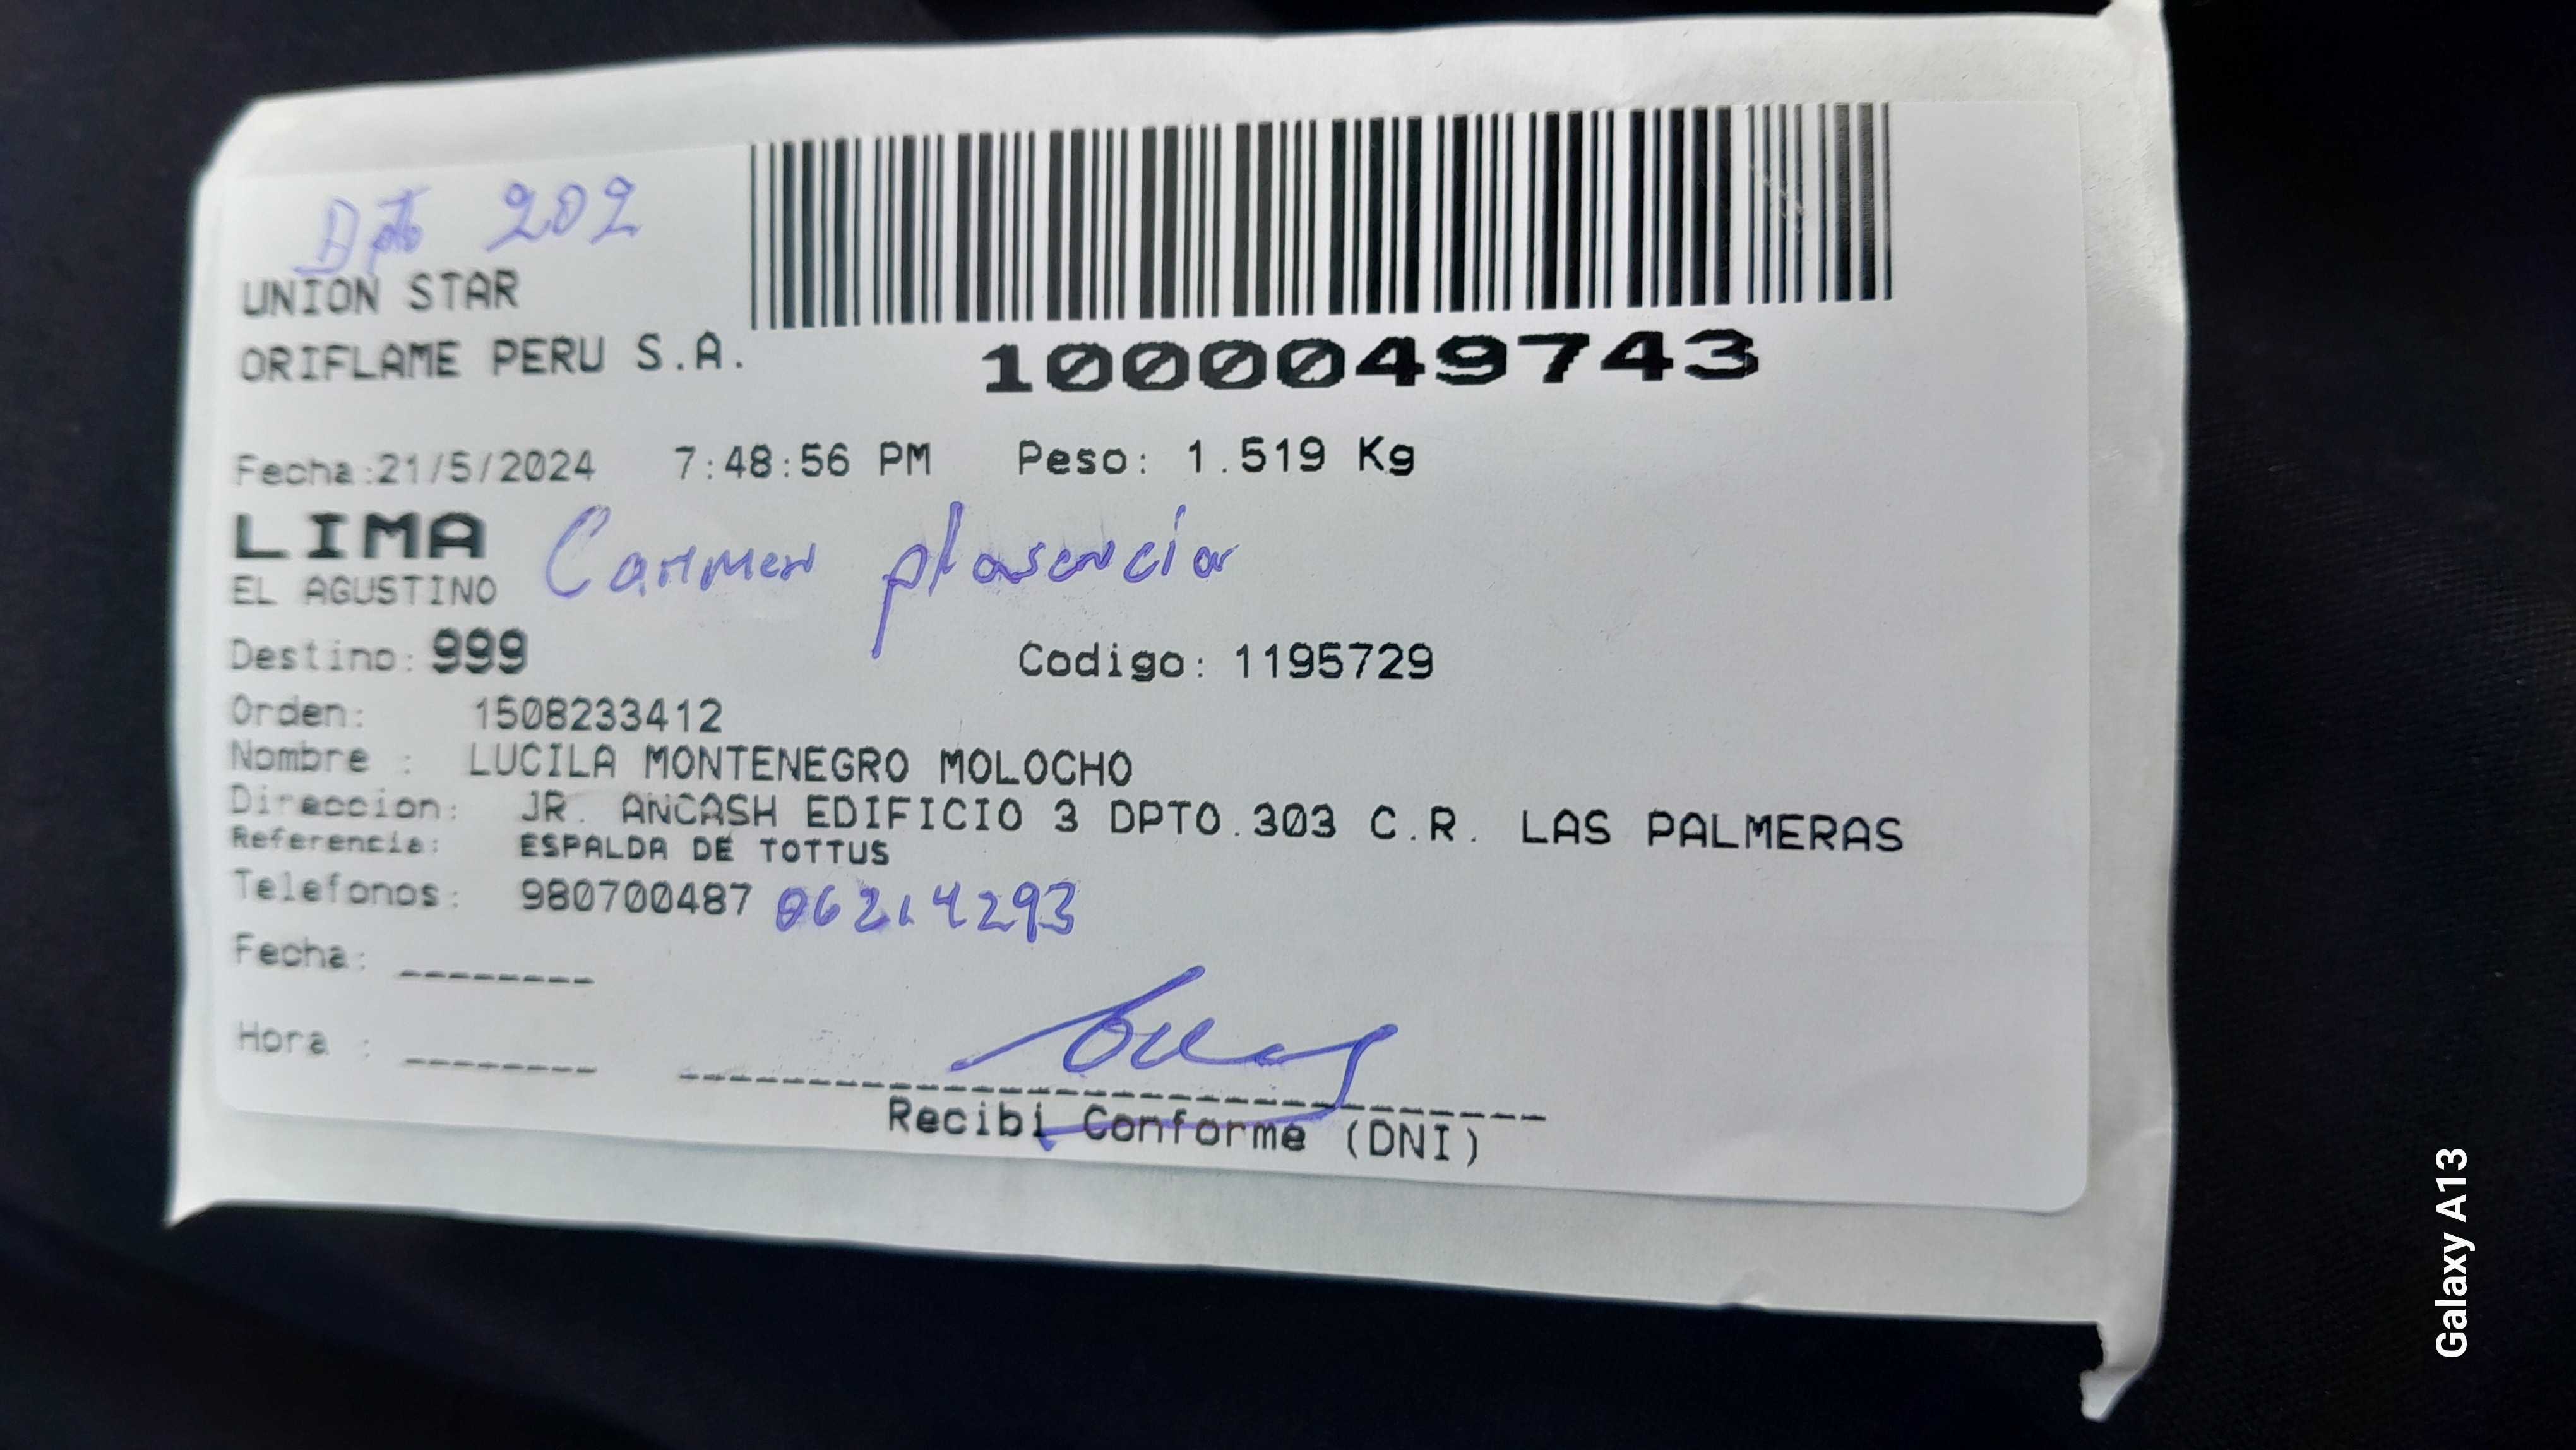 Dpto 202
UNION STAR
ORIFLAME PERU S.A.
1000049743
Fecha:21/5/2024 7:48:56 PM Peso: 1.519 Kg
LIMA
EL AGUSTINO
Carmen plasencia
Destino: 999 Codigo: 1195729
Orden: 1508233412
Nombre : LUCILA MONTENEGRO MOLOCHO
Direccion: JR. ANCASH EDIFICIO 3 DPTO.303 C.R. LAS PALMERAS
Referencia: ESPALDA DE TOTTUS
Telefonos: 980700487 06214293
Fecha: --------
Hora : --------
Recibi Conforme (DNI)
Galaxy A13